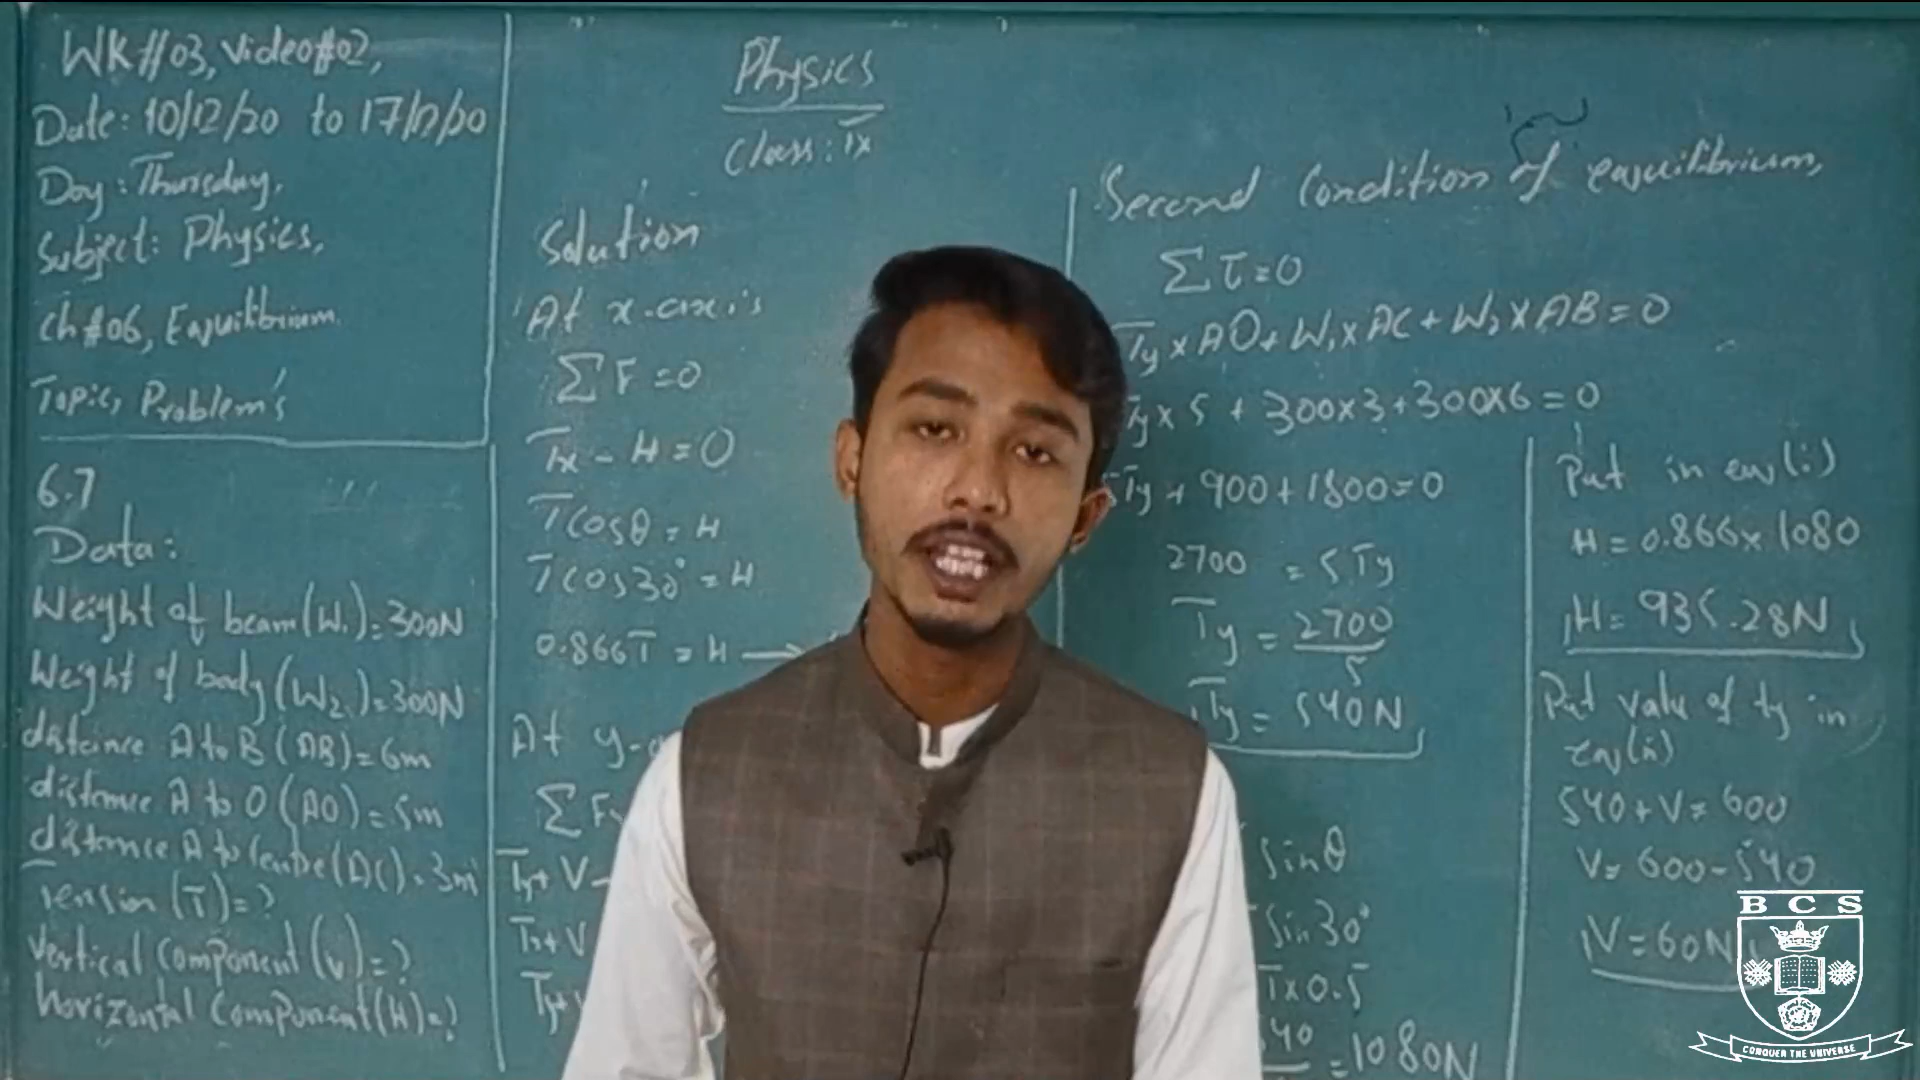 WK#03, Video#02,
Date: 10/12/20 to 17/12/20
Day: Thursday,
Subject: Physics,
Ch#06, Equilibrium.
Topic, Problem's
6.7
Data:
Weight of beam (W₁) = 300N
Weight of body (W₂) = 300N
distance A to B (AB) = 6m
distance A to O (AO) = 5m
distance A to Centre (AC) = 3m
Tension (T) = ?
Vertical Component (V) = ?
horizontal Component (H) = ?
Physics
Class: IX
Solution
At x-axis
ΣF = 0
Tx - H = 0
TCosθ = H
TCos30° = H
0.866T = H →
At y-
ΣFy
Ty + V -
Ty + V
Ty +
Second Condition of equilibrium,
Στ = 0
Ty x AO + W₁ x AC + W₂ x AB = 0
Ty x 5 + 300x3 + 300x6 = 0
5Ty + 900 + 1800 = 0
2700 = 5Ty
Ty = 2700/5
Ty = 540N
Sinθ
Sin30°
T x 0.5
= 1080N
Put in eq(i)
H = 0.866 x 1080
H = 935.28N
Put value of ty in
eq(ii)
540 + V = 600
V = 600 - 540
V = 60N
BCS
CONQUER THE UNIVERSE